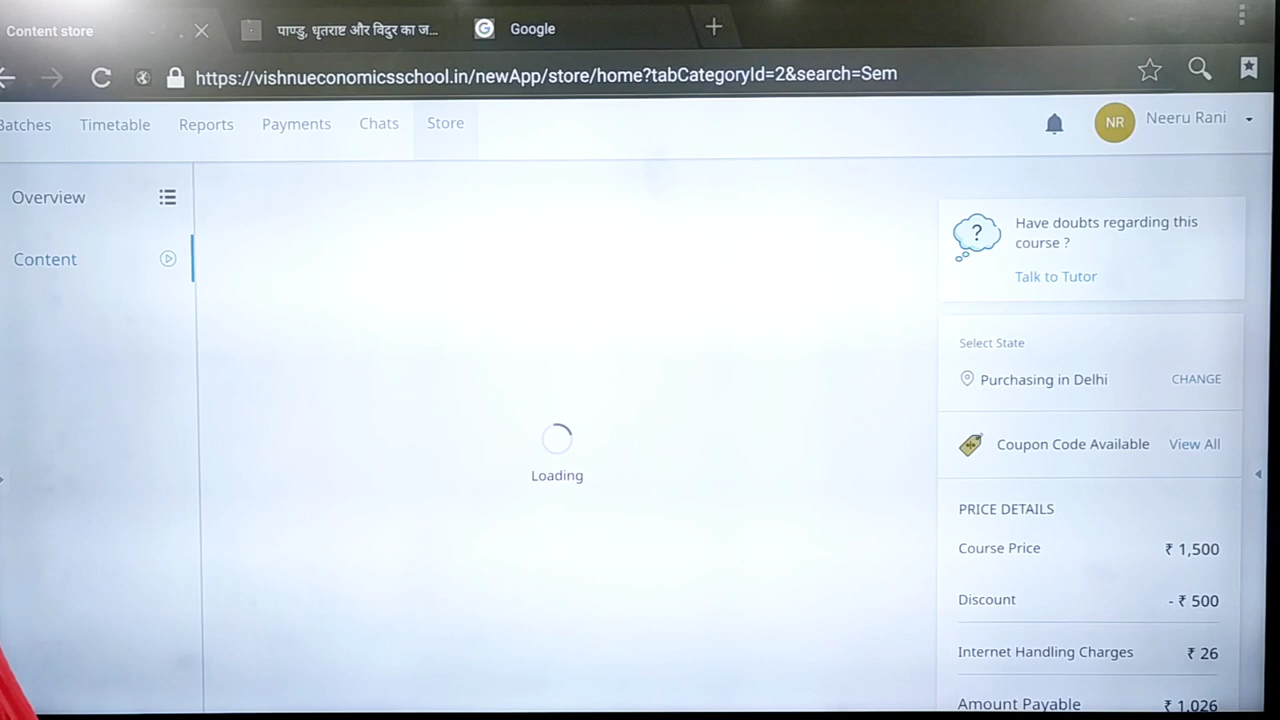 Content store
पाण्डु, धृतराष्ट और विदुर का ज...
Google
https://vishnueconomicsschool.in/newApp/store/home?tabCategoryId=2&search=Sem
Batches Timetable Reports Payments Chats Store
NR Neeru Rani
Overview
Content
Loading
Have doubts regarding this
course ?
Talk to Tutor
Select State
Purchasing in Delhi CHANGE
Coupon Code Available View All
PRICE DETAILS
Course Price ₹ 1,500
Discount - ₹ 500
Internet Handling Charges ₹ 26
Amount Payable ₹ 1,026